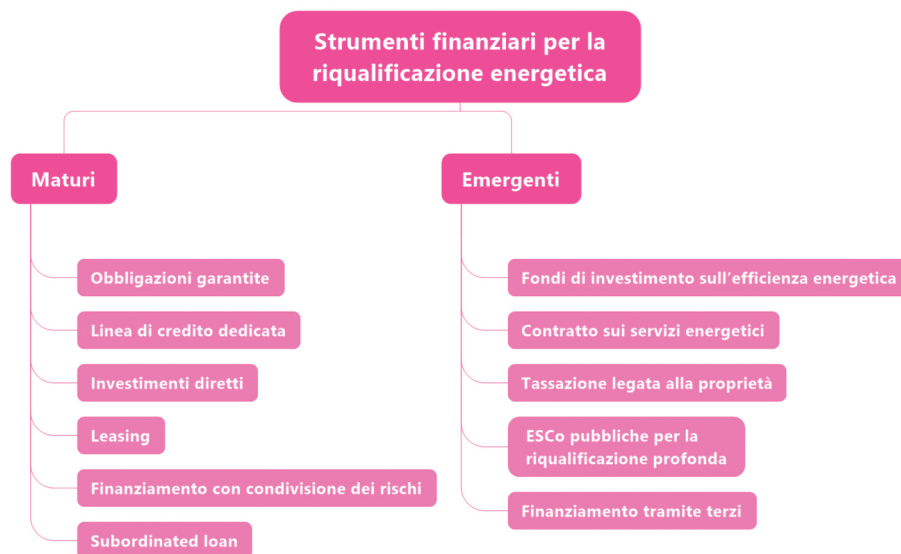 Strumenti finanziari per la
riqualificazione energetica
Maturi
Obbligazioni garantite
Linea di credito dedicata
Investimenti diretti
Leasing
Finanziamento con condivisione dei rischi
Subordinated loan
Emergenti
Fondi di investimento sull’efficienza energetica
Contratto sui servizi energetici
Tassazione legata alla proprietà
ESCo pubbliche per la
riqualificazione profonda
Finanziamento tramite terzi